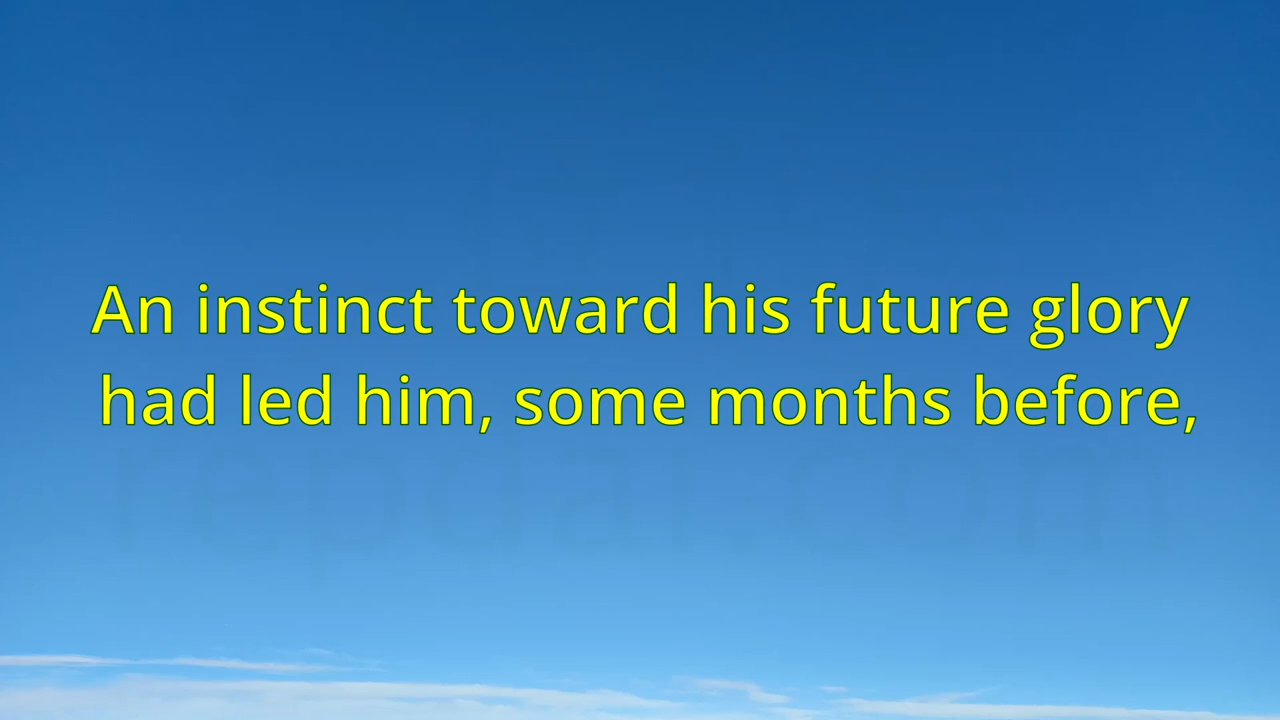 An instinct toward his future glory
had led him, some months before,